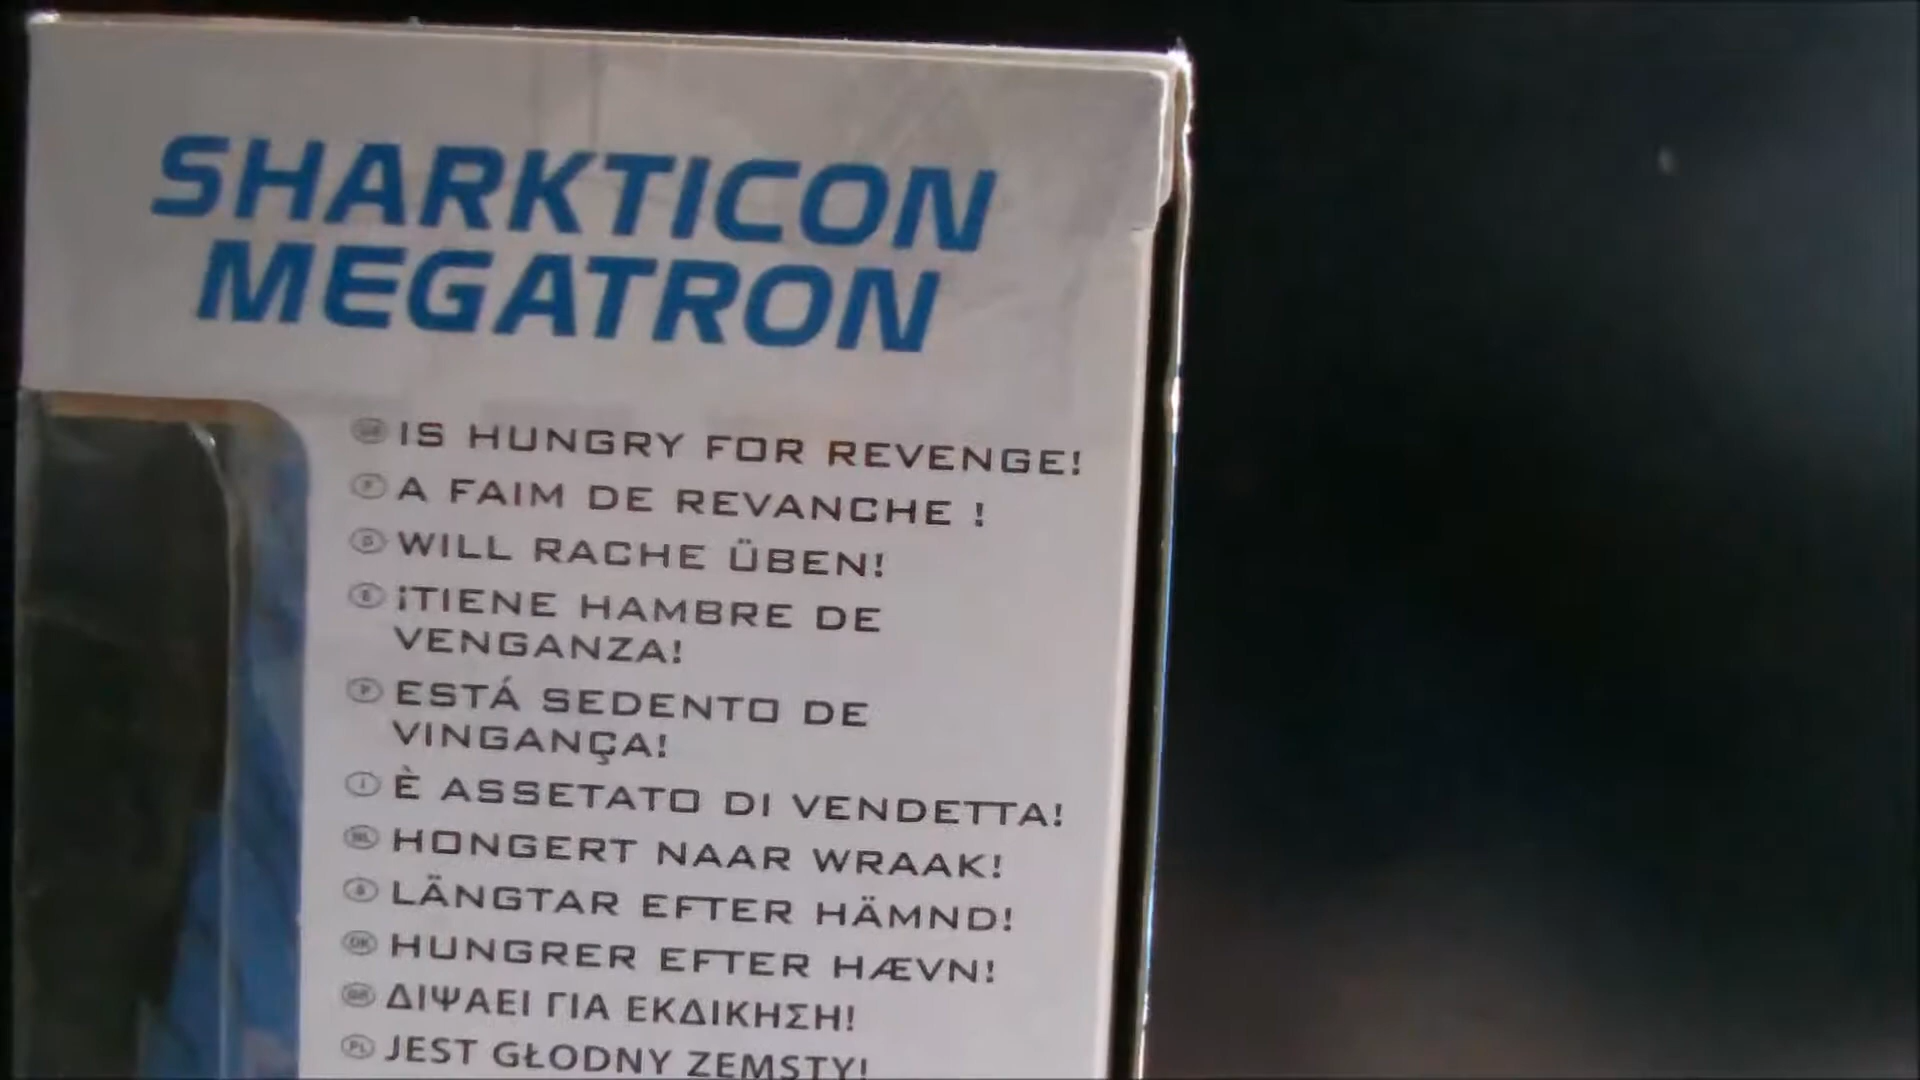 SHARKTICON
MEGATRON
GB IS HUNGRY FOR REVENGE!
F A FAIM DE REVANCHE !
D WILL RACHE ÜBEN!
E ¡TIENE HAMBRE DE
VENGANZA!
P ESTÁ SEDENTO DE
VINGANÇA!
I È ASSETATO DI VENDETTA!
NL HONGERT NAAR WRAAK!
S LÄNGTAR EFTER HÄMND!
DK HUNGRER EFTER HÆVN!
GR ΔΙΨΑΕΙ ΓΙΑ ΕΚΔΙΚΗΣΗ!
PL JEST GŁODNY ZEMSTY!